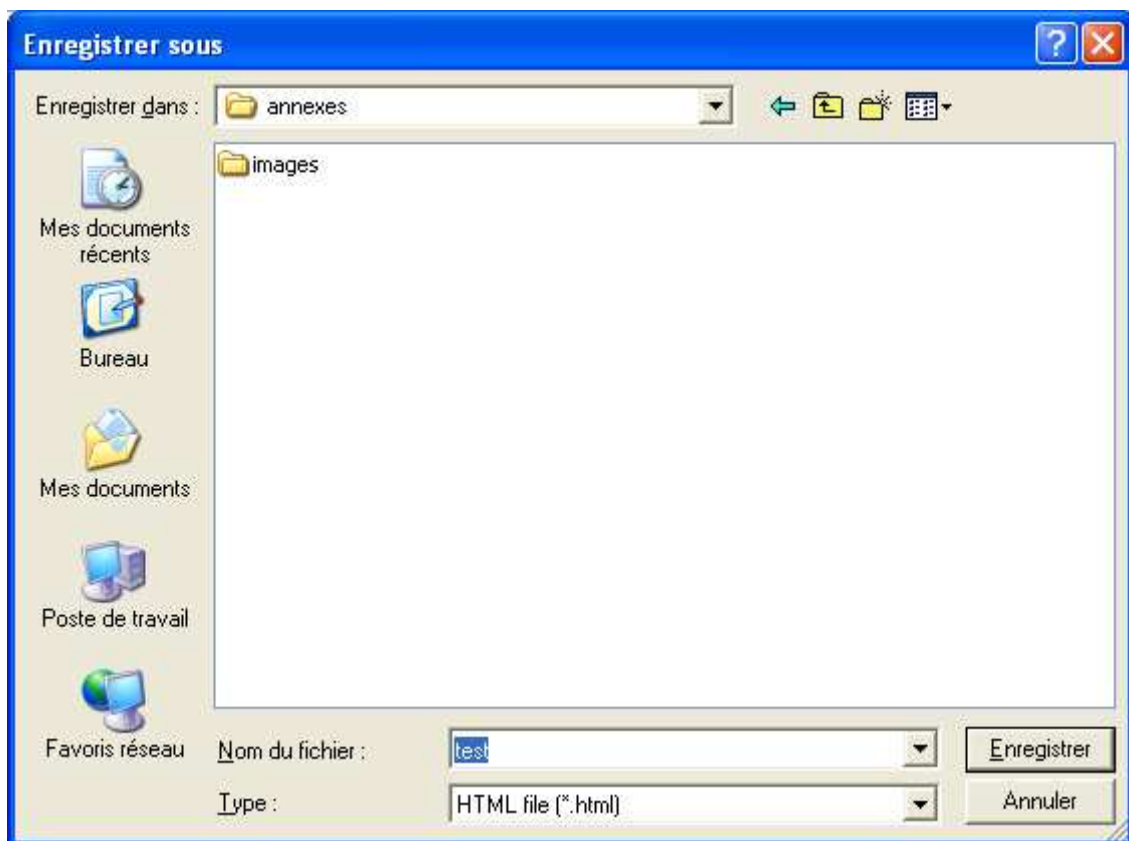 Enregistrer sous
Enregistrer dans :
annexes
images
Mes documents
récents
Bureau
Mes documents
Poste de travail
Favoris réseau
Nom du fichier :
test
Enregistrer
Type :
HTML file (*.html)
Annuler